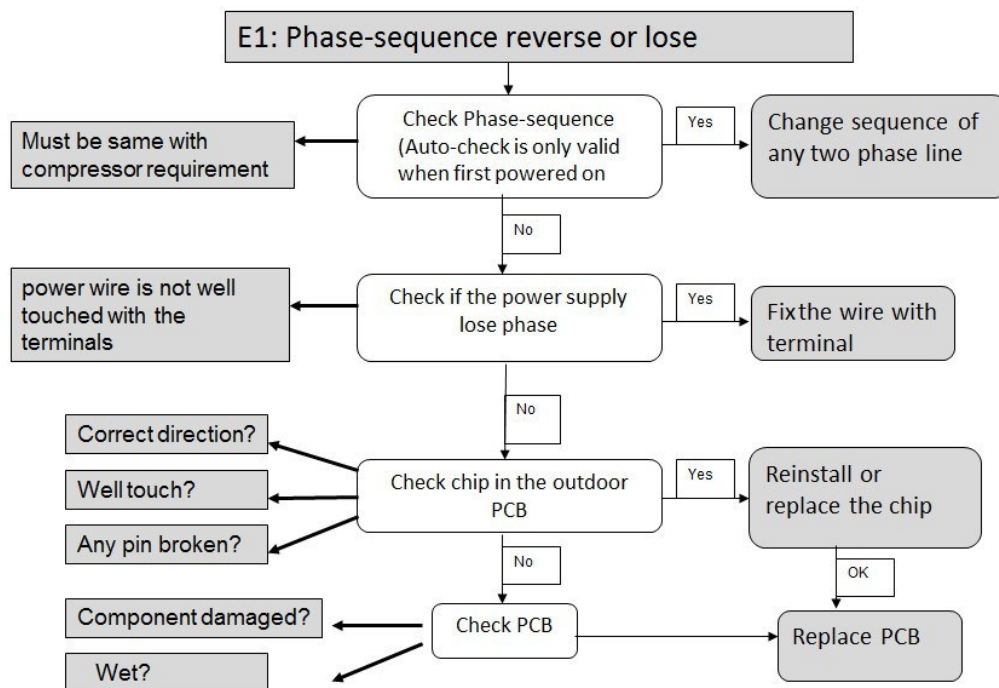 E1: Phase-sequence reverse or lose
Must be same with
compressor requirement
Check Phase-sequence
(Auto-check is only valid
when first powered on
Yes
Change sequence of
any two phase line
No
power wire is not well
touched with the
terminals
Check if the power supply
lose phase
Yes
Fix the wire with
terminal
No
Correct direction?
Well touch?
Any pin broken?
Check chip in the outdoor
PCB
Yes
Reinstall or
replace the chip
No
OK
Component damaged?
Wet?
Check PCB
Replace PCB